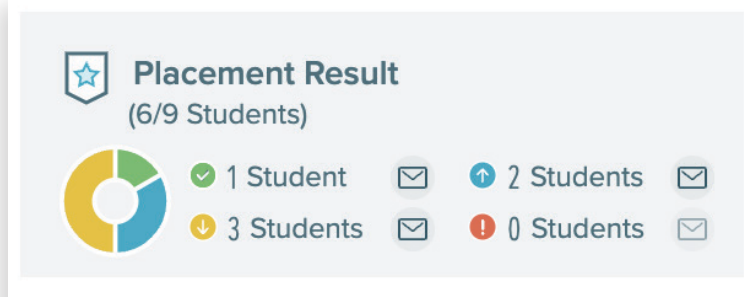 Placement Result
(6/9 Students)
1 Student
2 Students
3 Students
0 Students